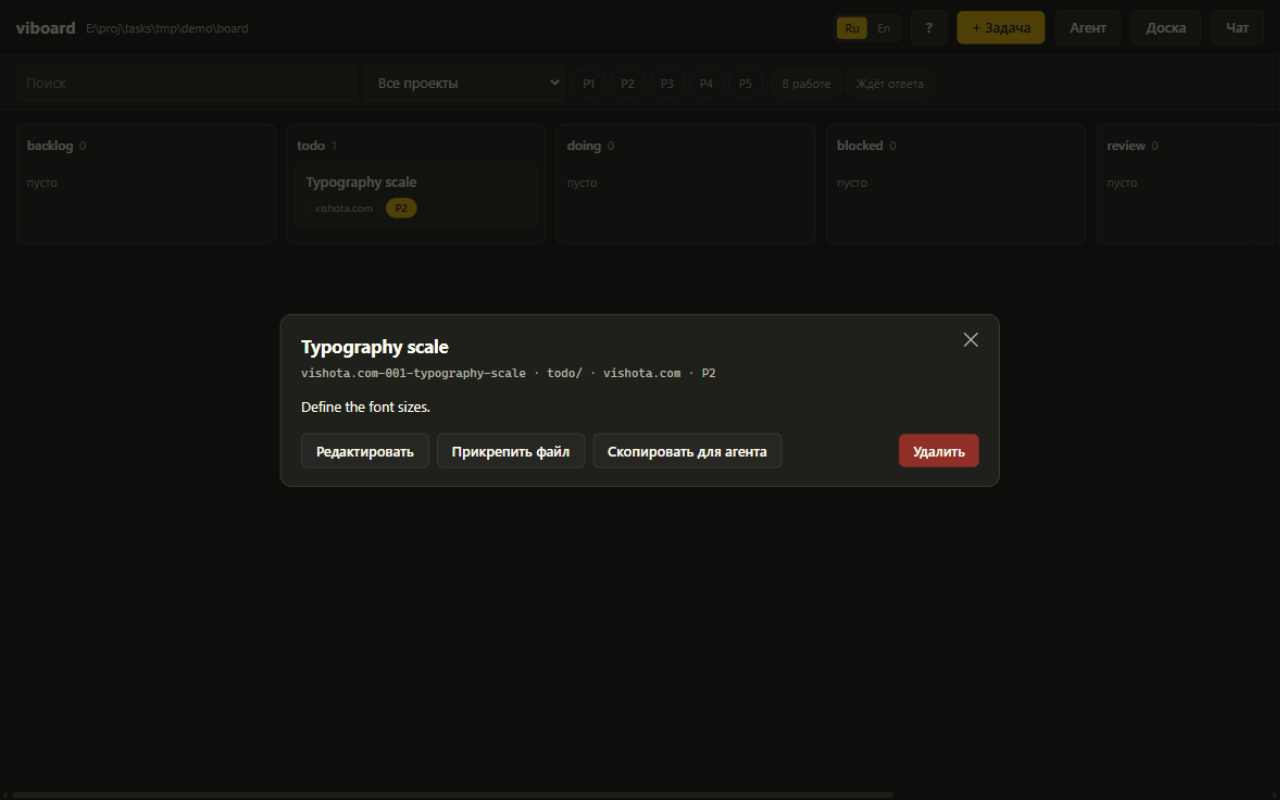 viboard E:\proj\tasks\tmp\demo\board Ru En ? + Задача Агент Доска Чат
Поиск Все проекты P1 P2 P3 P4 P5 В работе Ждёт ответа
backlog 0 todo 1 doing 0 blocked 0 review 0
пусто Typography scale пусто пусто пусто
vishota.com P2
Typography scale
vishota.com-001-typography-scale · todo/ · vishota.com · P2
Define the font sizes.
Редактировать Прикрепить файл Скопировать для агента Удалить